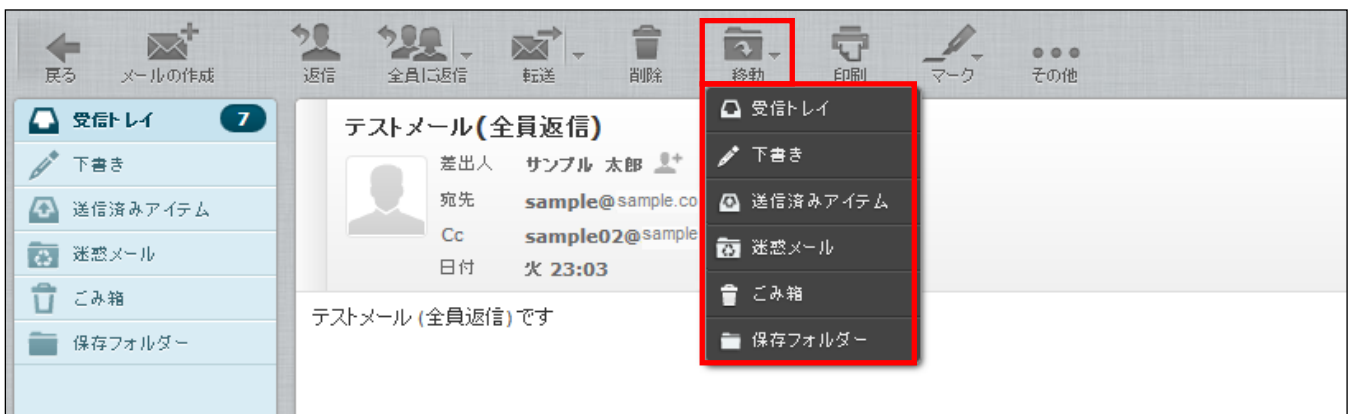 戻る メールの作成 返信 全員に返信 転送 削除 移動 印刷 マーク その他
受信トレイ 7
下書き
送信済みアイテム
迷惑メール
ごみ箱
保存フォルダー
テストメール(全員返信)
差出人 サンプル 太郎
宛先 sample@sample.co
Cc sample02@sample
日付 火 23:03
テストメール (全員返信)です
受信トレイ
下書き
送信済みアイテム
迷惑メール
ごみ箱
保存フォルダー